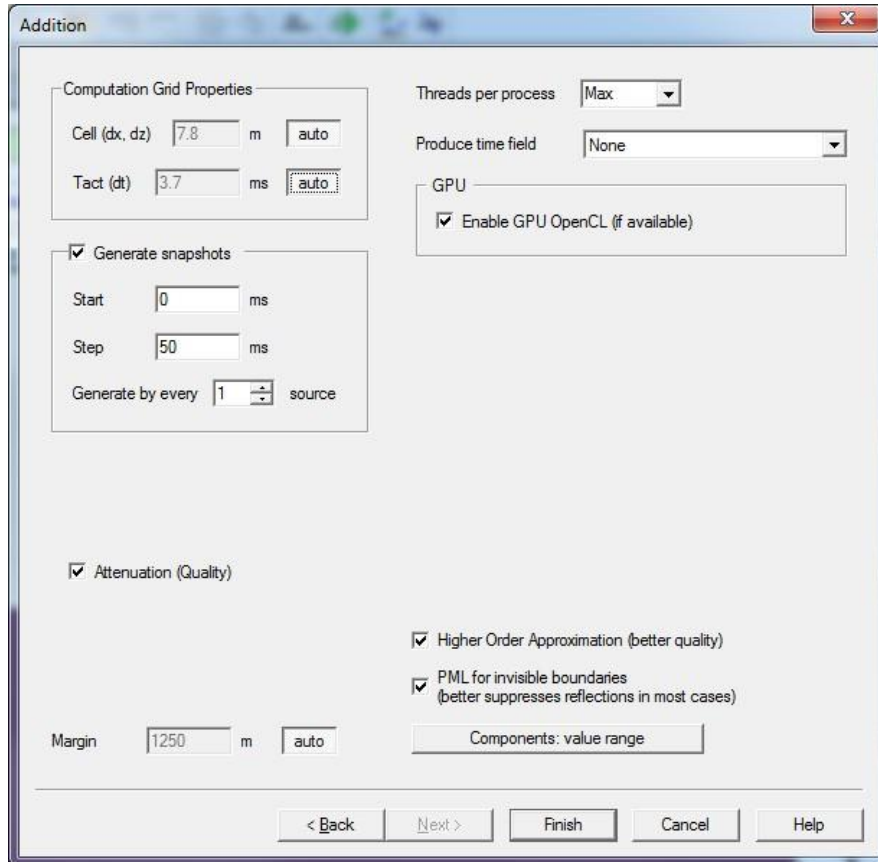 Addition
Computation Grid Properties
Cell (dx, dz) 7.8 m auto
Tact (dt) 3.7 ms auto
Generate snapshots
Start 0 ms
Step 50 ms
Generate by every 1 source
Attenuation (Quality)
Margin 1250 m auto
Threads per process Max
Produce time field None
GPU
Enable GPU OpenCL (if available)
Higher Order Approximation (better quality)
PML for invisible boundaries
(better suppresses reflections in most cases)
Components: value range
< Back Next > Finish Cancel Help